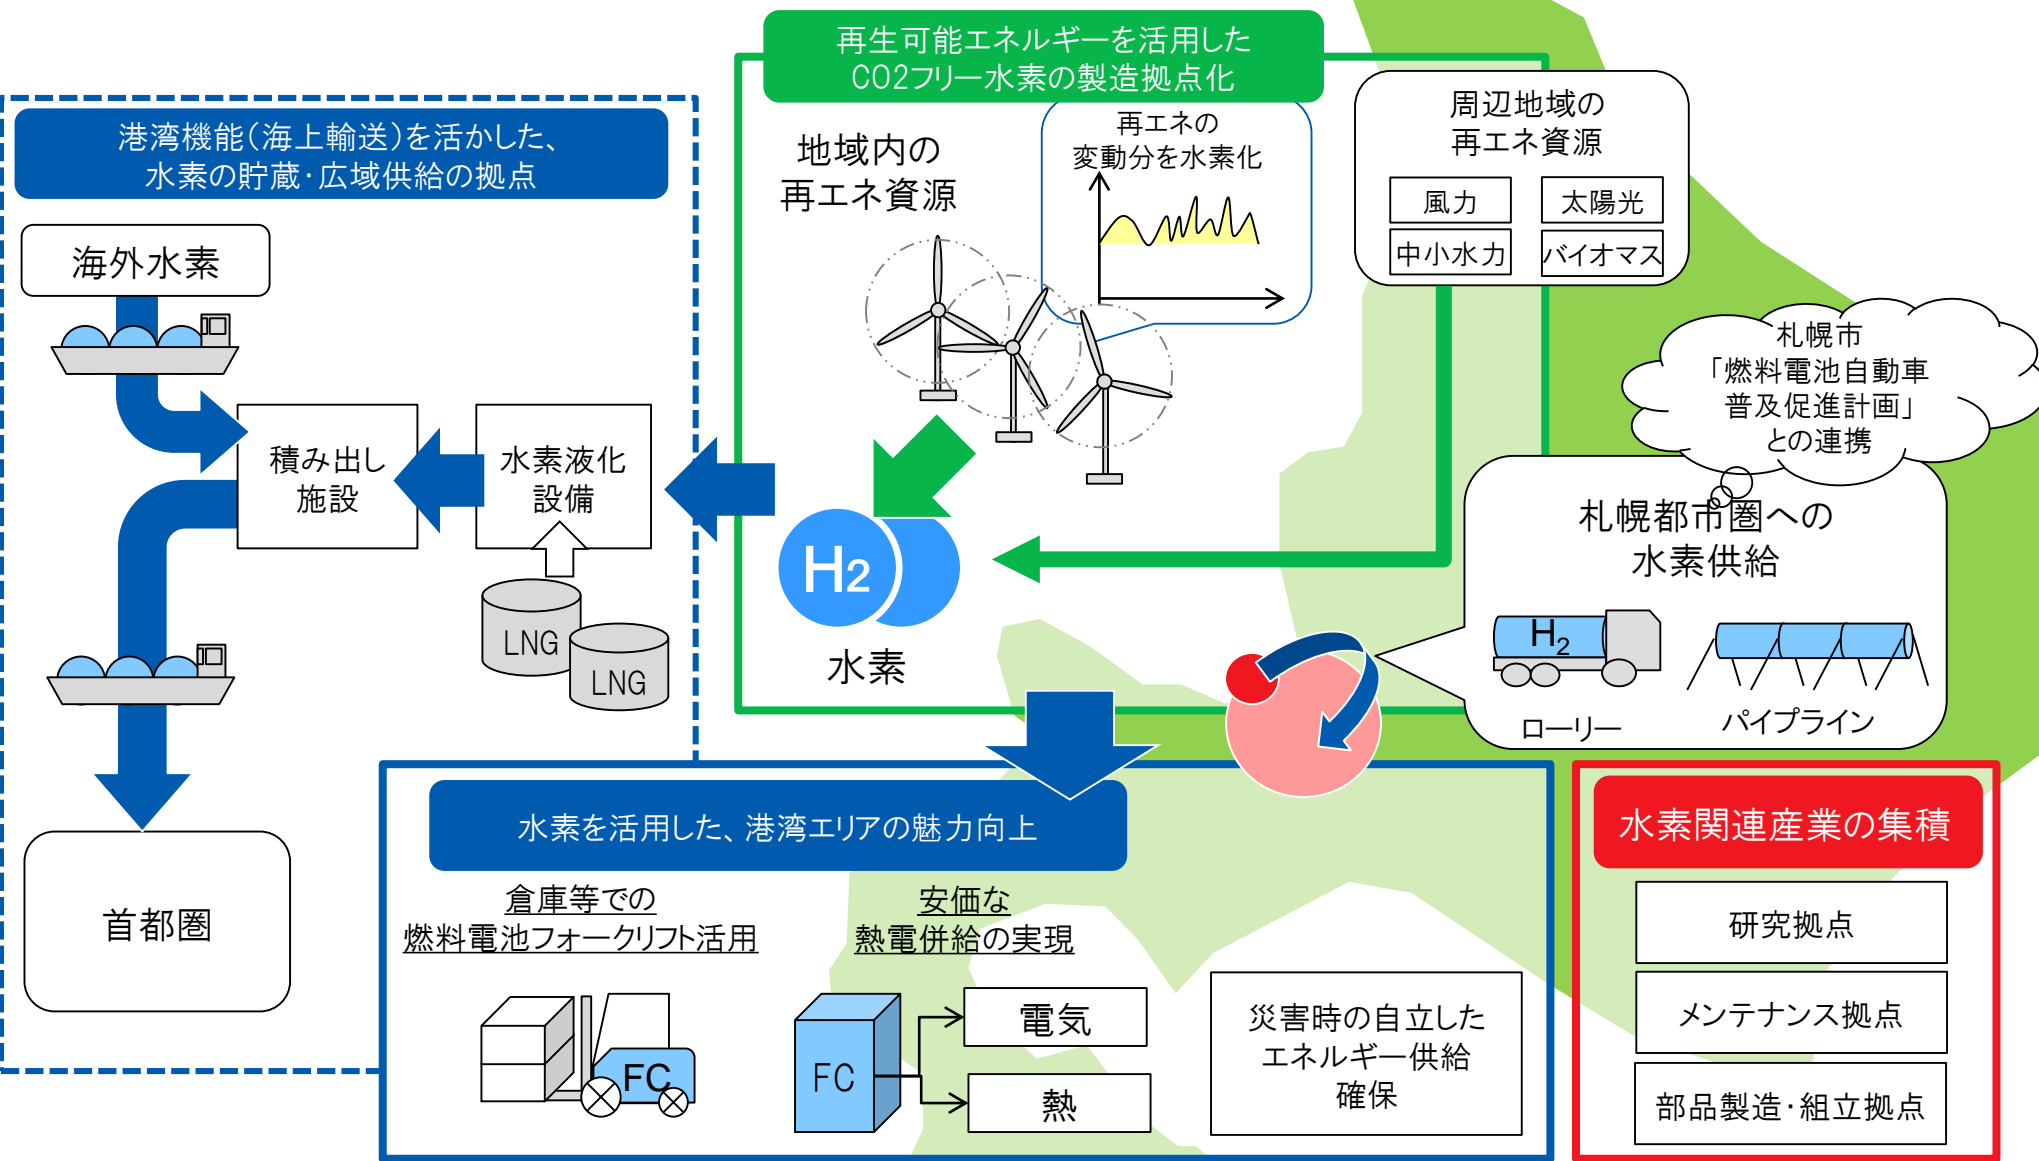 再生可能エネルギーを活用した
CO2フリー水素の製造拠点化
港湾機能(海上輸送)を活かした、
水素の貯蔵・広域供給の拠点
海外水素
積み出し
施設
水素液化
設備
LNG
LNG
首都圏
地域内の
再エネ資源
再エネの
変動分を水素化
H2
水素
周辺地域の
再エネ資源
風力
太陽光
中小水力
バイオマス
札幌市
「燃料電池自動車
普及促進計画」
との連携
札幌都市圏への
水素供給
H2
ローリー
パイプライン
水素を活用した、港湾エリアの魅力向上
倉庫等での
燃料電池フォークリフト活用
FC
安価な
熱電併給の実現
FC
電気
熱
災害時の自立した
エネルギー供給
確保
水素関連産業の集積
研究拠点
メンテナンス拠点
部品製造・組立拠点